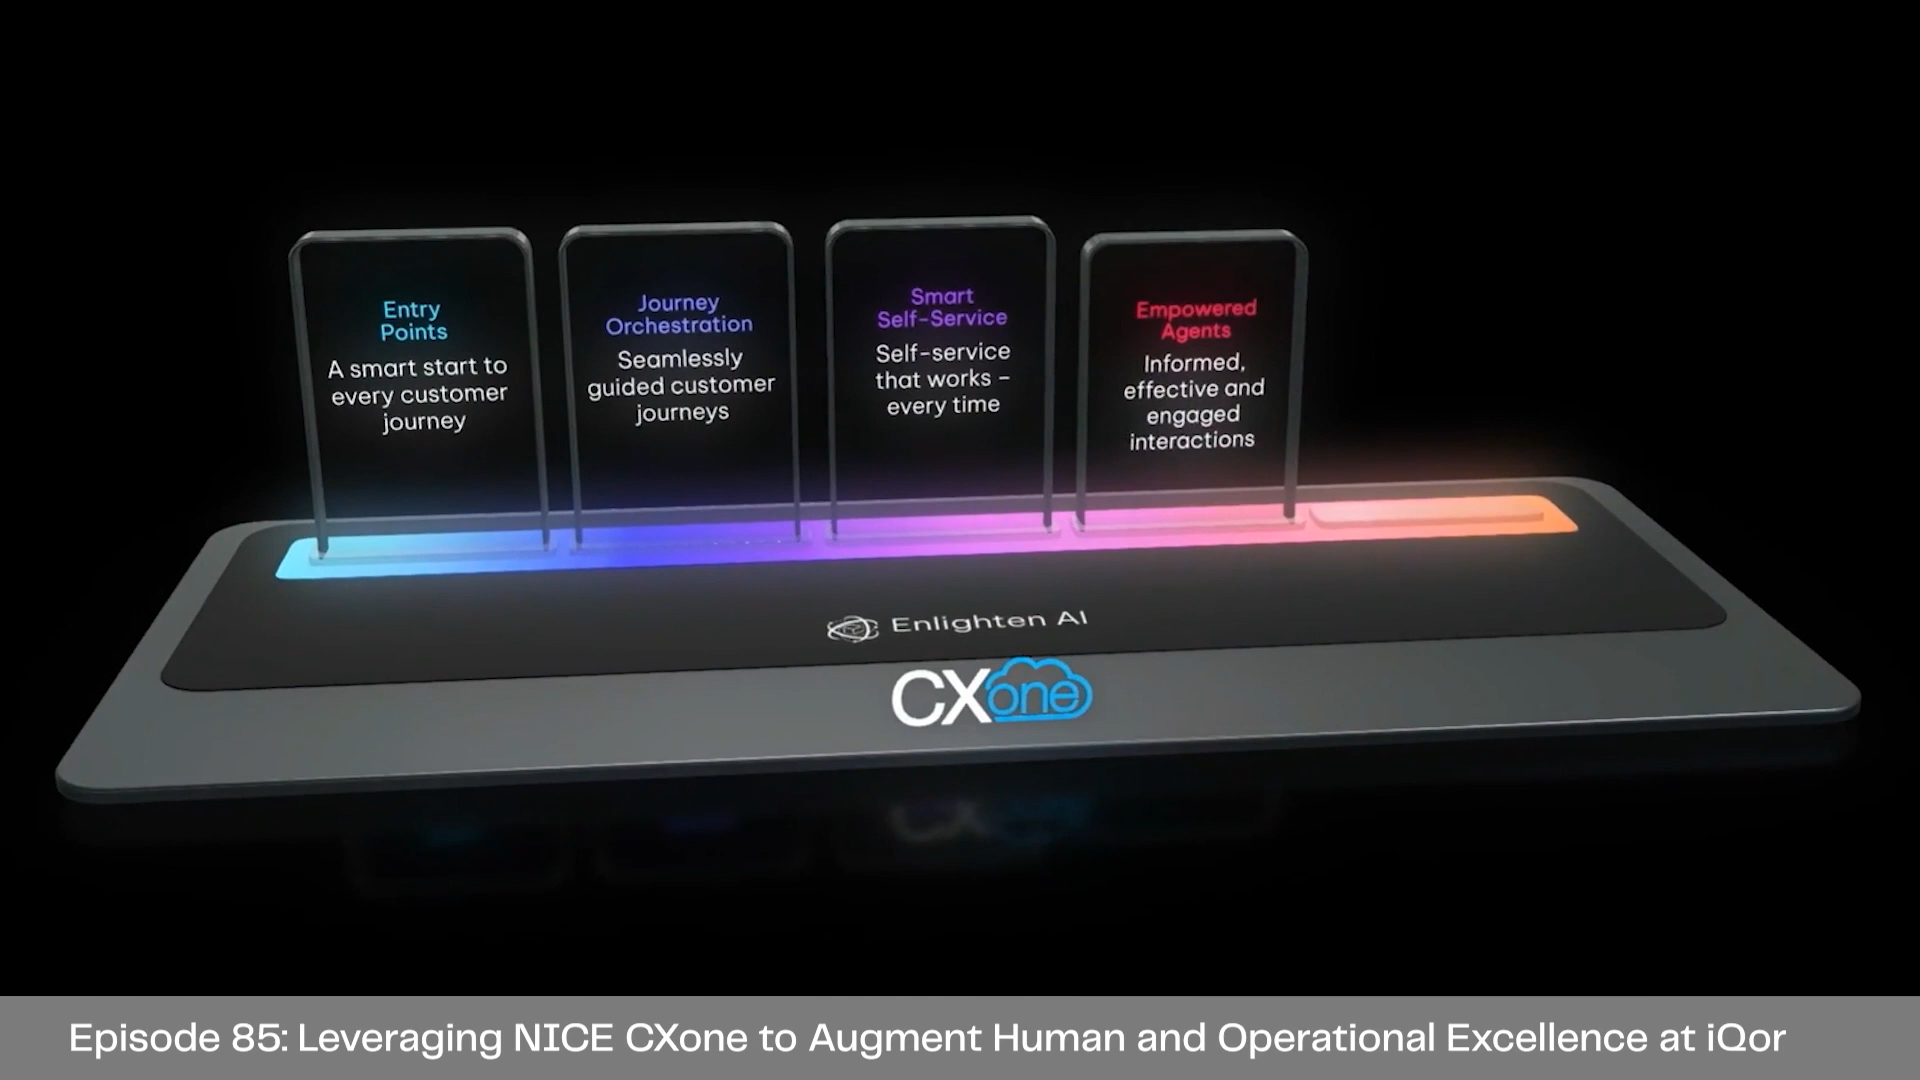 Entry
Points
A smart start to
every customer
journey
Journey
Orchestration
Seamlessly
guided customer
journeys
Smart
Self-Service
Self-service
that works –
every time
Empowered
Agents
Informed,
effective and
engaged
interactions
Enlighten AI
CXone
Episode 85: Leveraging NICE CXone to Augment Human and Operational Excellence at iQor